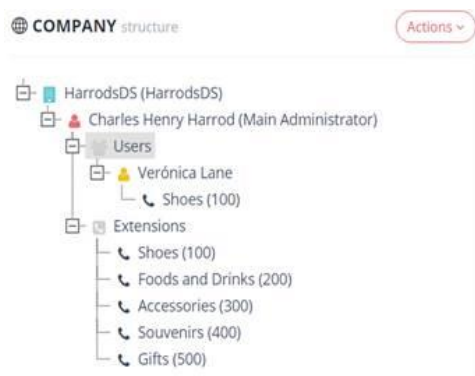 COMPANY structure
Actions
HarrodsDS (HarrodsDS)
Charles Henry Harrod (Main Administrator)
Users
Verónica Lane
Shoes (100)
Extensions
Shoes (100)
Foods and Drinks (200)
Accessories (300)
Souvenirs (400)
Gifts (500)